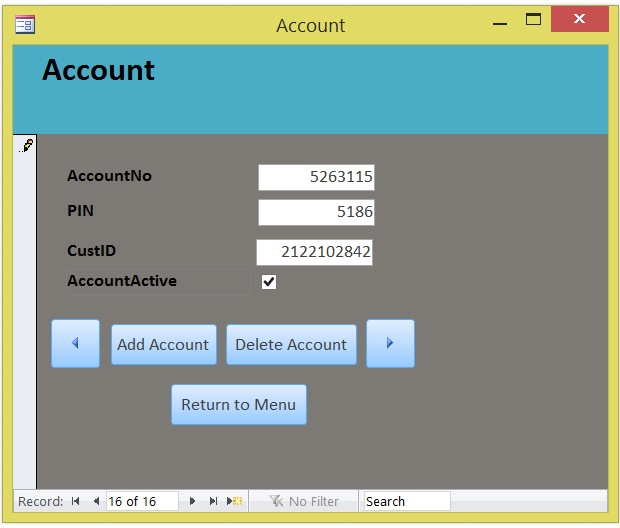 Account
Account
AccountNo 5263115
PIN 5186
CustID 2122102842
AccountActive
Add Account Delete Account
Return to Menu
Record: 16 of 16 No Filter Search